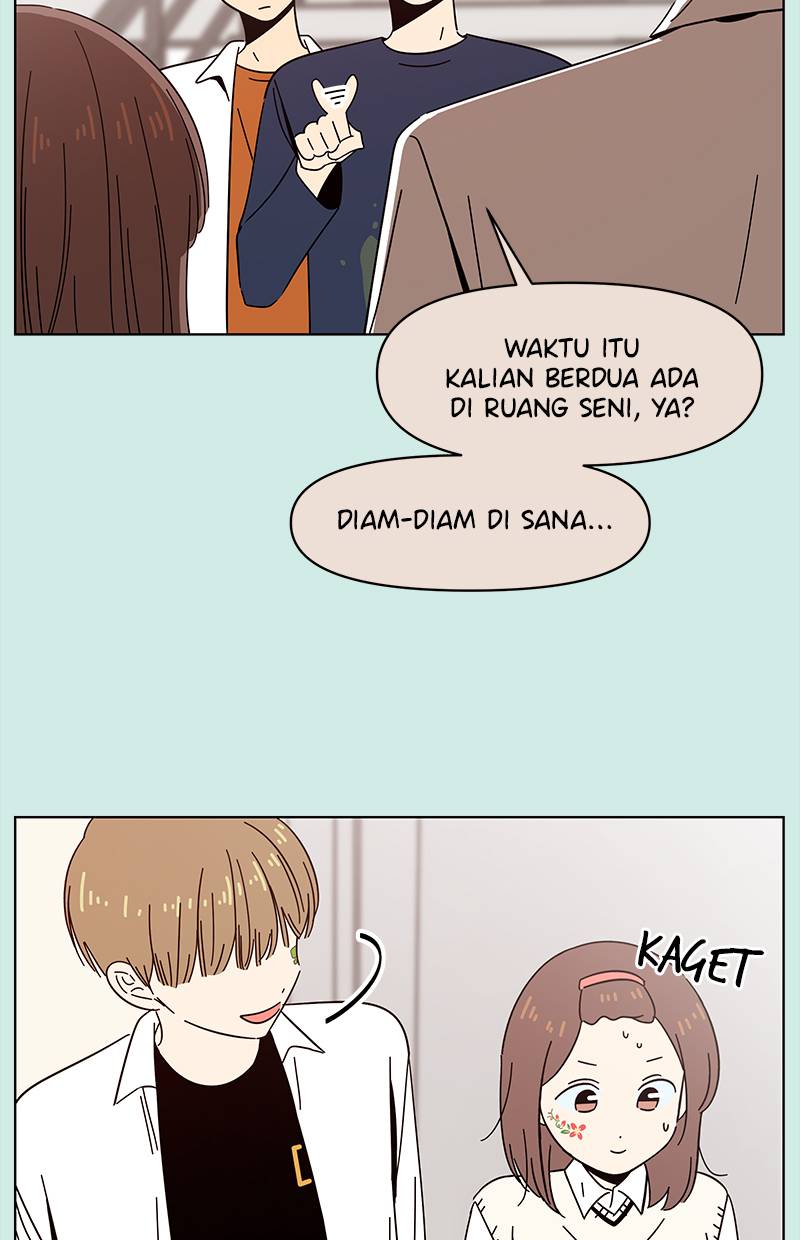 WAKTU ITU
KALIAN BERDUA ADA
DI RUANG SENI, YA?
DIAM-DIAM DI SANA...
KAGET